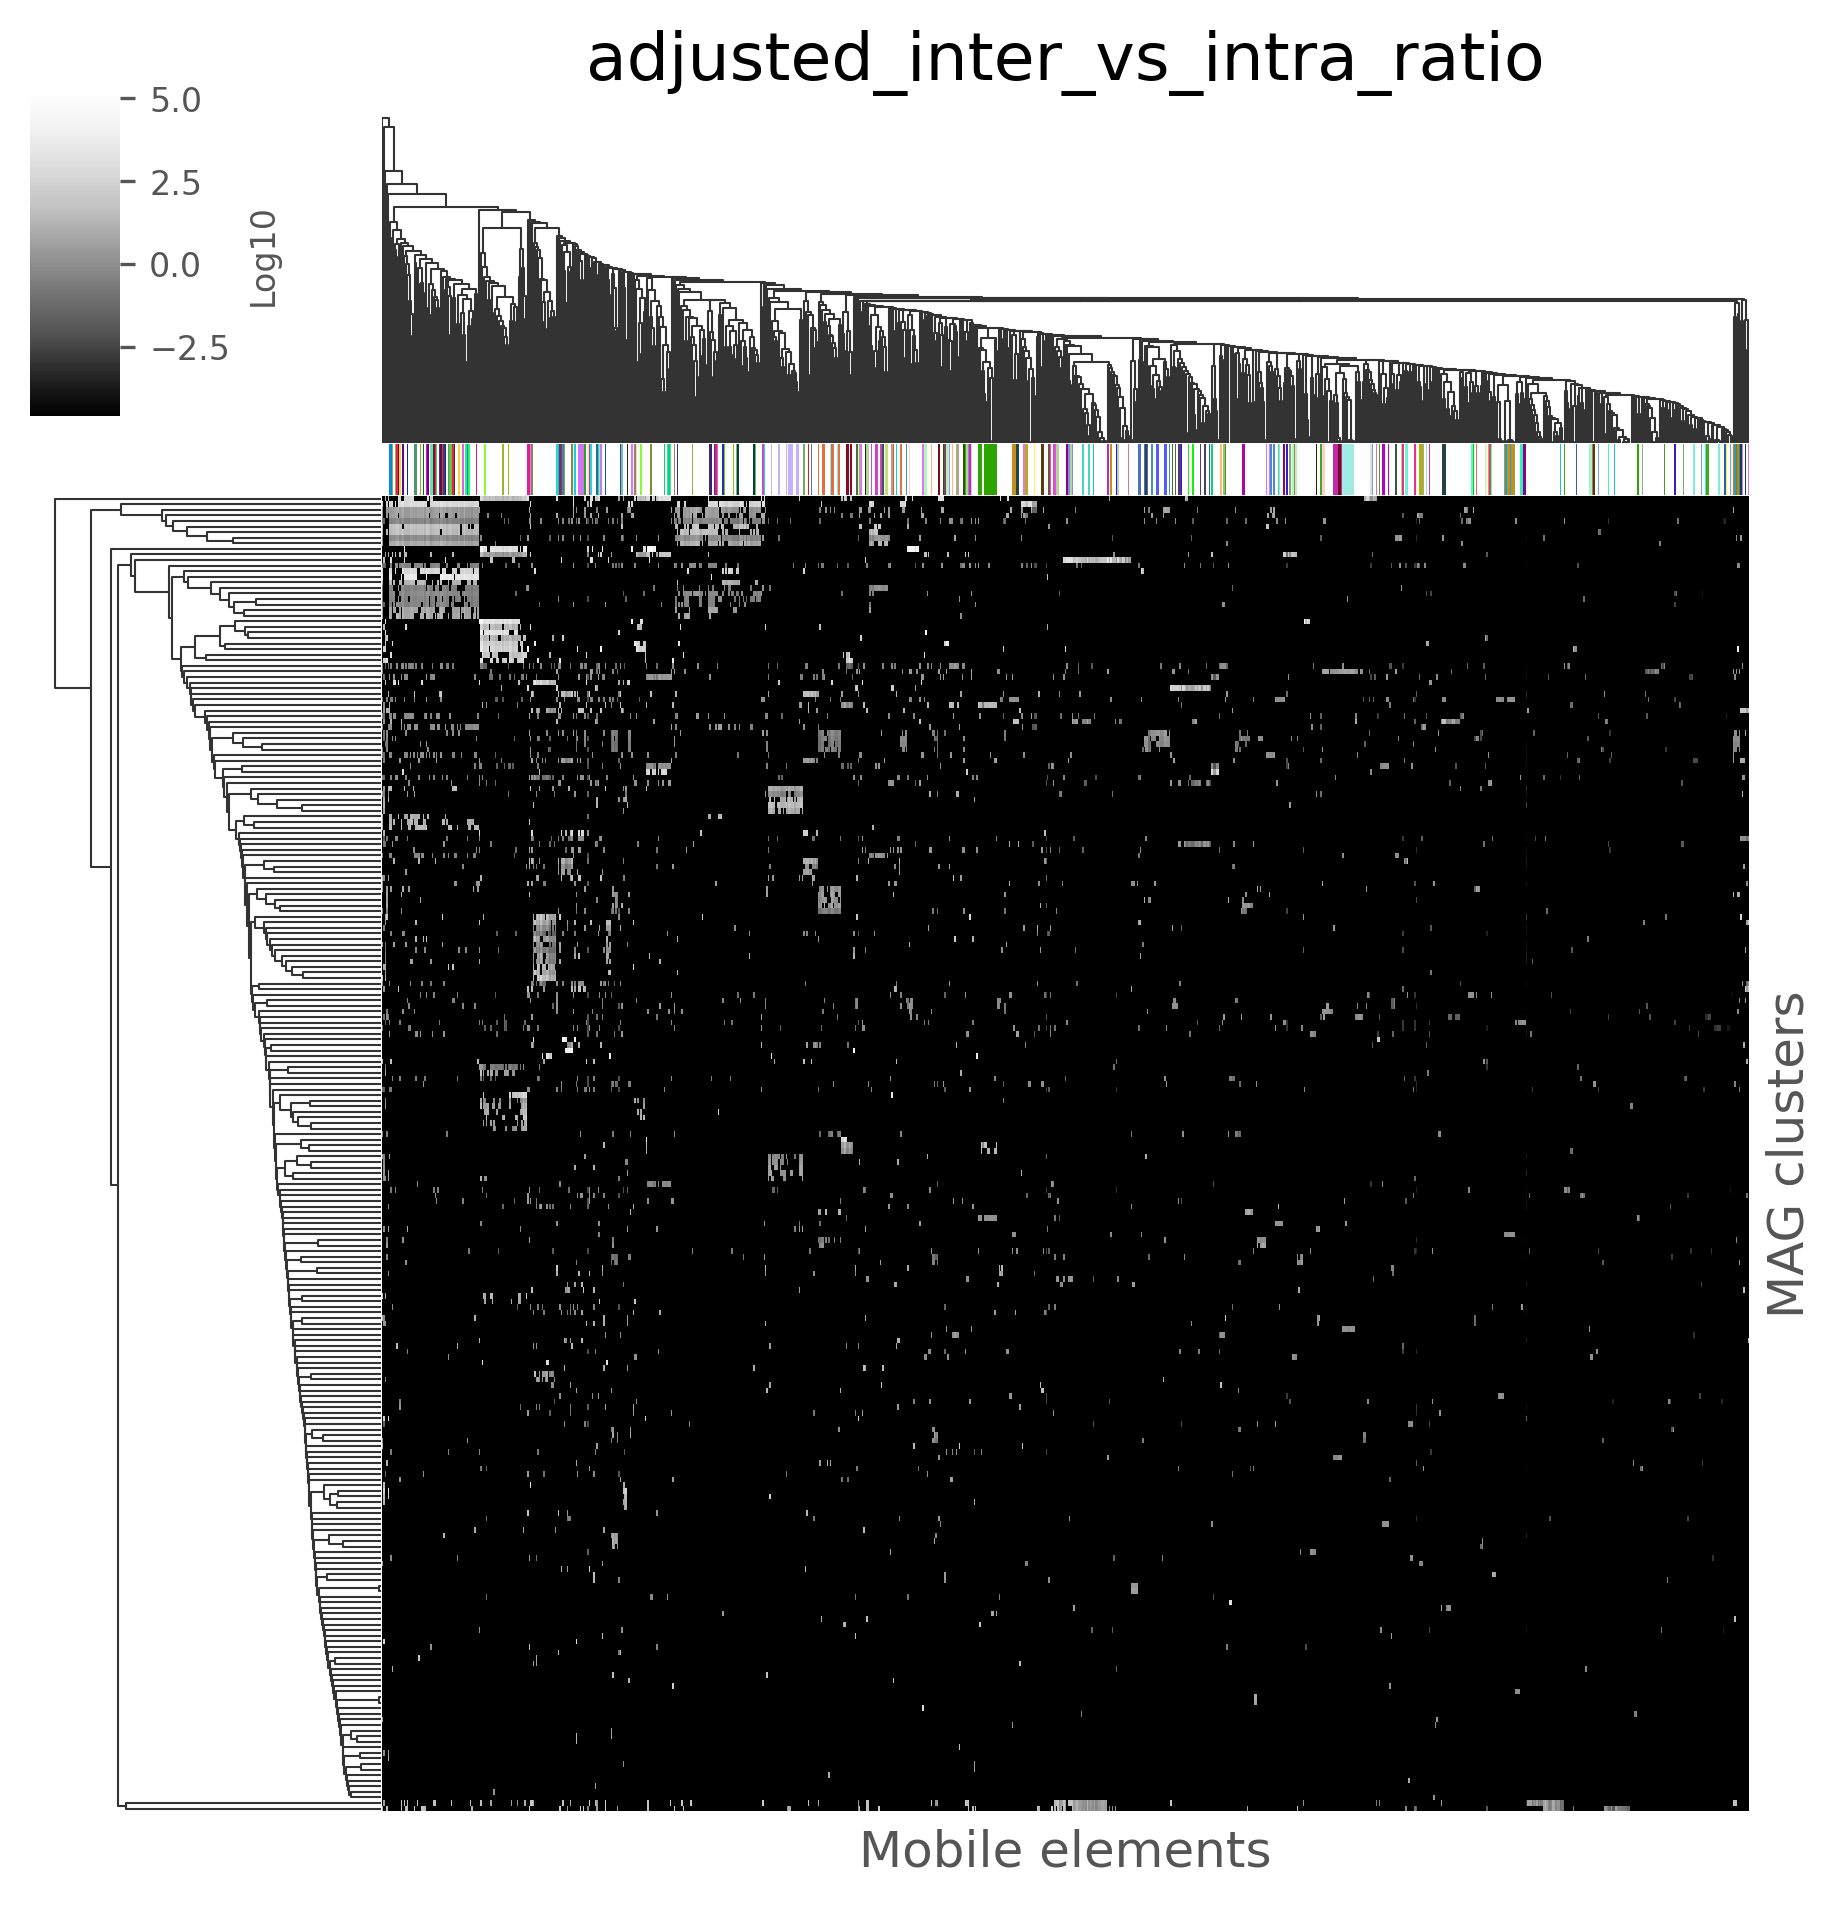 adjusted_inter_vs_intra_ratio
5.0
2.5
0.0
−2.5
Log10
MAG clusters
Mobile elements